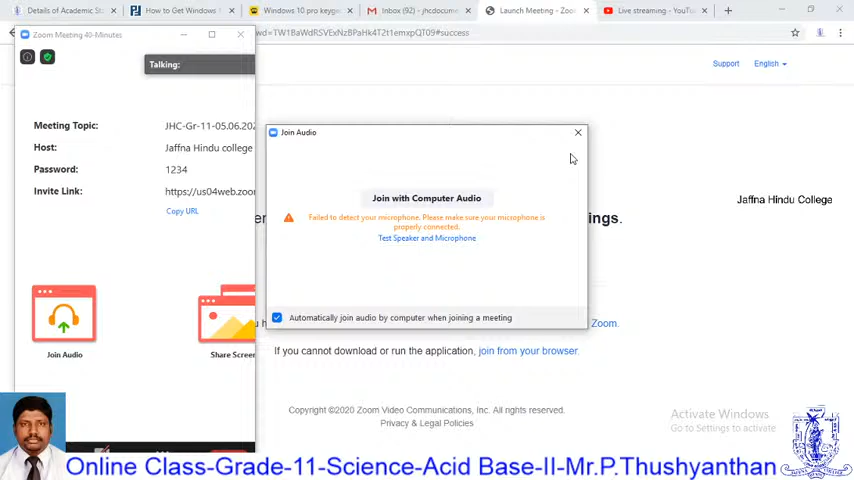 Details of Academic St
How to Get Windows
Windows 10 pro keyge
Inbox (92) - jhcdocume
Launch Meeting - Zoo
Live streaming - YouTu
wd=TW1BaWdRSVExNzBPaHk4T2t1emxpQT09#success
Zoom Meeting 40-Minutes
Support
English
Talking:
Meeting Topic:
JHC-Gr-11-05.06.202
Host:
Jaffna Hindu college
Password:
1234
Invite Link:
https://us04web.zoo
Copy URL
Join Audio
Join with Computer Audio
Failed to detect your microphone. Please make sure your microphone is
properly connected.
Test Speaker and Microphone
Automatically join audio by computer when joining a meeting
Jaffna Hindu College
ings.
Zoom.
Join Audio
Share Screen
If you cannot download or run the application, join from your browser.
Copyright ©2020 Zoom Video Communications, Inc. All rights reserved.
Privacy & Legal Policies
Activate Windows
Go to Settings to activate
Online Class-Grade-11-Science-Acid Base-II-Mr.P.Thushyanthan